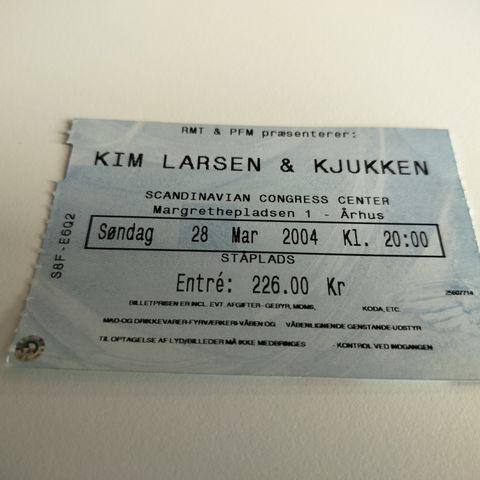 RMT & PFM præsenterer:
KIM LARSEN & KJUKKEN
SCANDINAVIAN CONGRESS CENTER
Margrethepladsen 1 - Århus
Søndag 28 Mar 2004 Kl. 20:00
STÅPLADS
Entré: 226.00 Kr
25607714
BILLETPRISEN ER INCL. EVT. AFGIFTER - GEBYR, MOMS, KODA, ETC.
MAD-OG DRIKKEVARER-FYRVÆRKERI-VÅBEN OG VÅBENLIGNENDE GENSTANDE-UDSTYR
TIL OPTAGELSE AF LYD/BILLEDER MÅ IKKE MEDBRINGES - KONTROL VED INDGANGEN
S8F-E6Q2